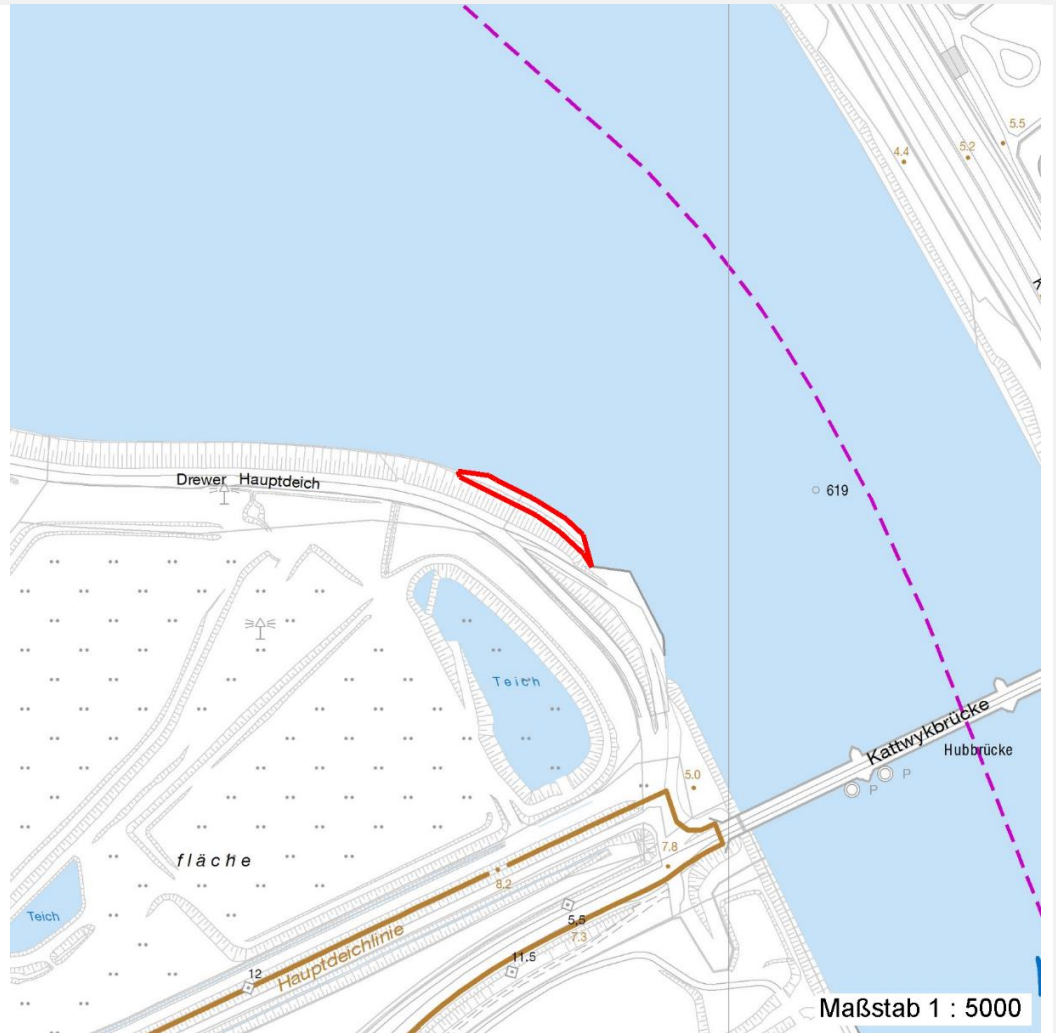 5.5
4.4
5.2
Drewer Hauptdeich
619
Teich
Kattwykbrücke
Hubbrücke
P
P
5.0
fläche
7.8
8.2
Teich
5.5
7.3
Hauptdeichlinie
11.5
12
Maßstab 1 : 5000